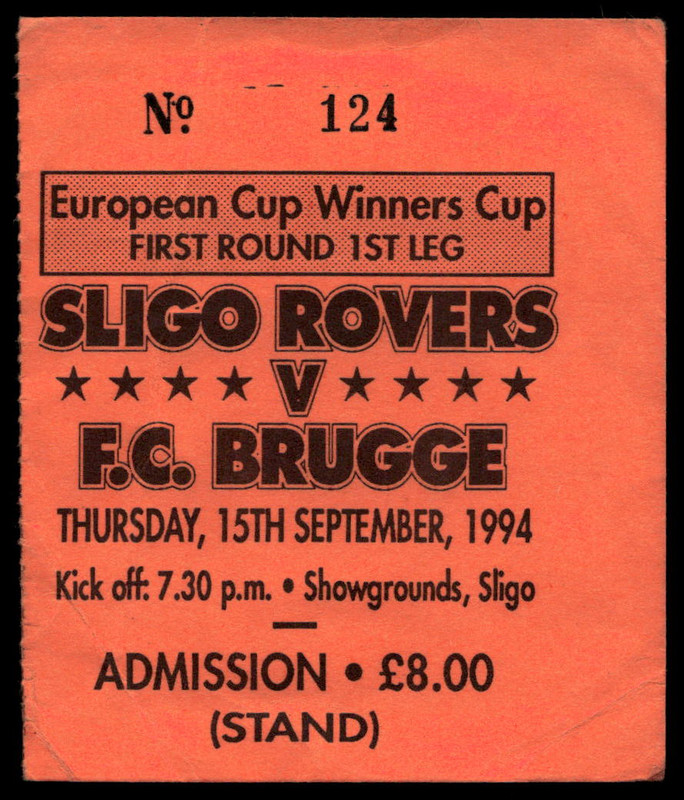 Nº. 124
European Cup Winners Cup
FIRST ROUND 1ST LEG
SLIGO ROVERS
V
F.C. BRUGGE
THURSDAY, 15TH SEPTEMBER, 1994
Kick off: 7.30 p.m. • Showgrounds, Sligo
ADMISSION • £8.00
(STAND)